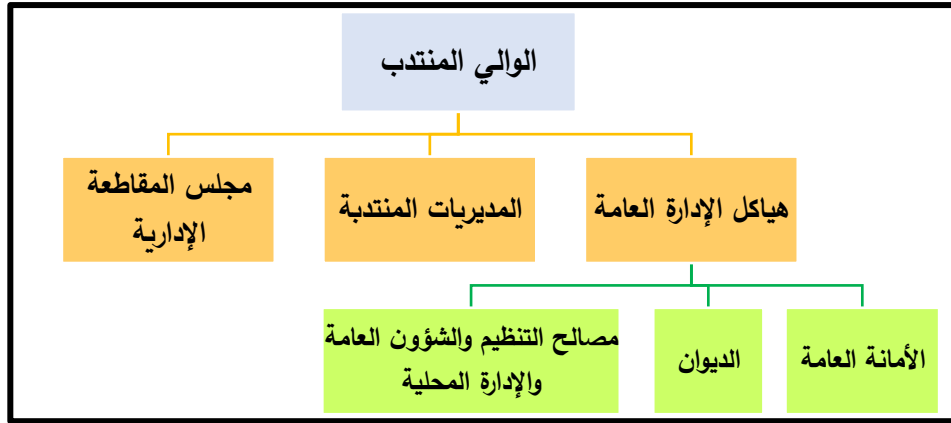 الوالي المنتدب
هياكل الإدارة العامة
المديريات المنتدبة
مجلس المقاطعة
الإدارية
الأمانة العامة
الديوان
مصالح التنظيم والشؤون العامة
والإدارة المحلية